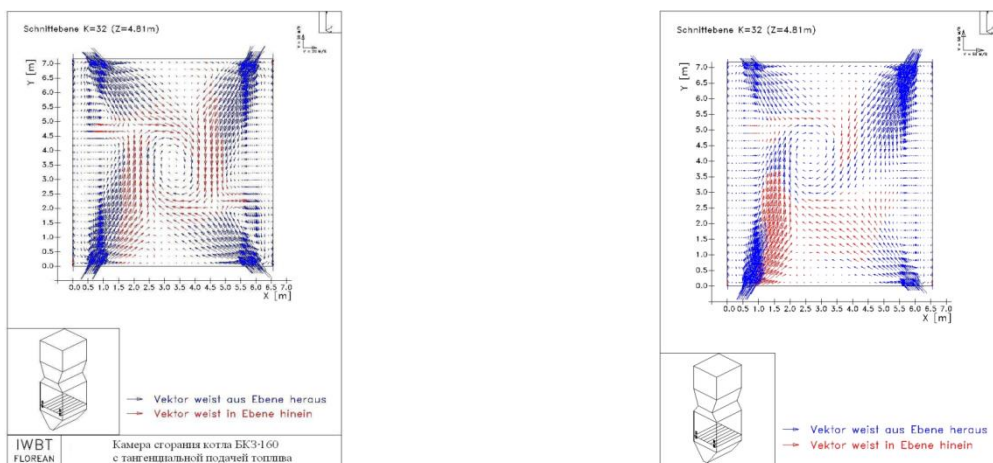 Schnittebene K=32 (Z=4.81m)
Y [m]
7.0
6.5
6.0
5.5
5.0
4.5
4.0
3.5
3.0
2.5
2.0
1.5
1.0
0.5
0.0
0.0 0.5 1.0 1.5 2.0 2.5 3.0 3.5 4.0 4.5 5.0 5.5 6.0 6.5 7.0
X [m]
Vektor weist aus Ebene heraus
Vektor weist in Ebene hinein
IWBT
FLOREAN
Камера сгорания котла БКЗ-160
с тангенциальной подачей топлива
Schnittebene K=32 (Z=4.81m)
Y [m]
7.0
6.5
6.0
5.5
5.0
4.5
4.0
3.5
3.0
2.5
2.0
1.5
1.0
0.5
0.0
0.0 0.5 1.0 1.5 2.0 2.5 3.0 3.5 4.0 4.5 5.0 5.5 6.0 6.5
X [m]
Vektor weist aus Ebene heraus
Vektor weist in Ebene hinein